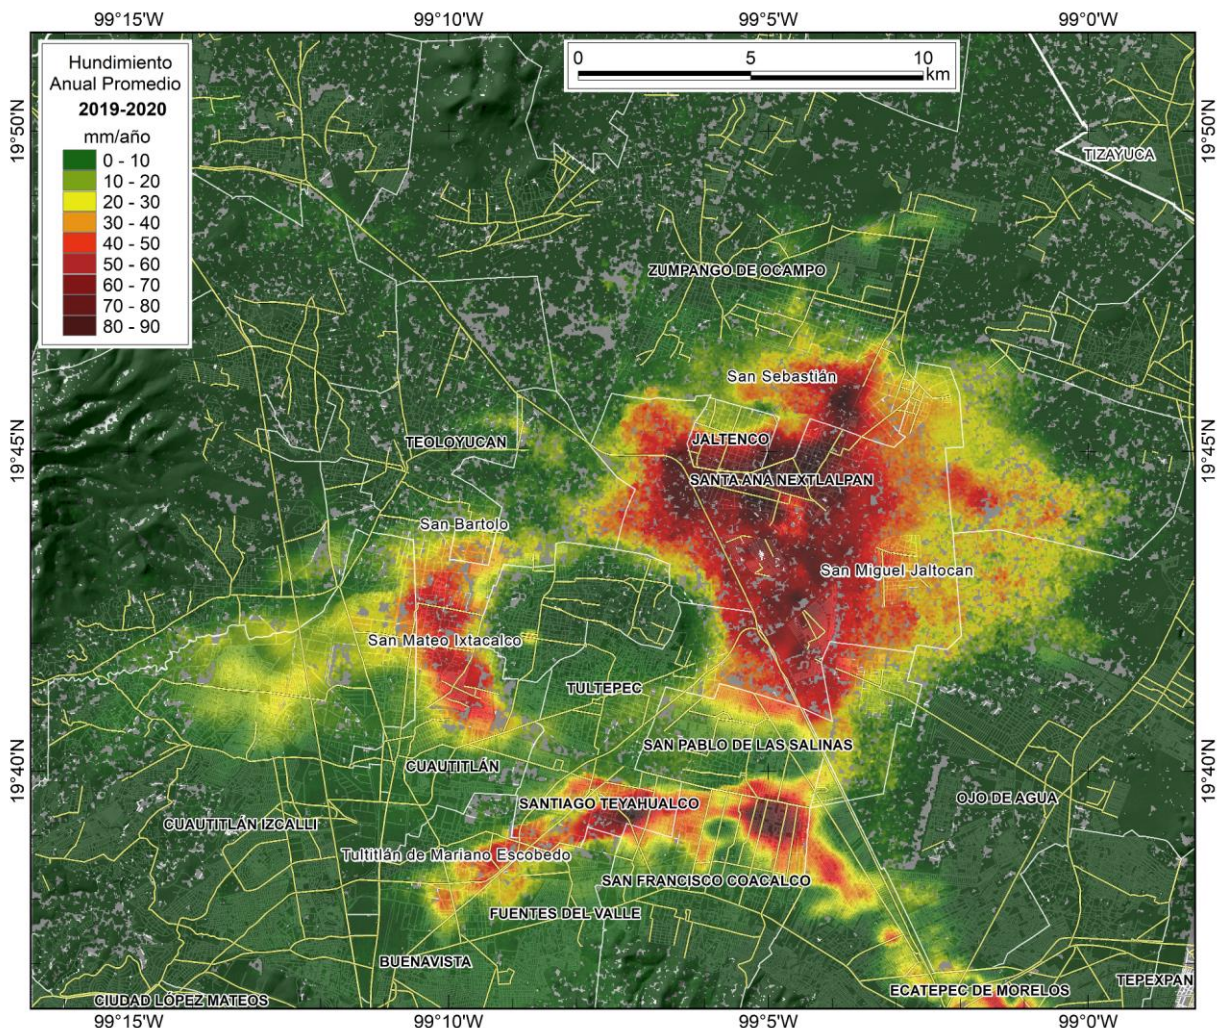 99°15'W
99°10'W
99°5'W
99°0'W
Hundimiento
Anual Promedio
2019-2020
mm/año
0 - 10
10 - 20
20 - 30
30 - 40
40 - 50
50 - 60
60 - 70
70 - 80
80 - 90
0
5
10
km
19°50'N
19°50'N
TIZAYUCA
ZUMPANGO DE OCAMPO
San Sebastián
19°45'N
TEOLOYUCAN
JALTENCO
19°45'N
SANTA ANA NEXTLALPAN
San Bartolo
San Miguel Jaltocan
San Mateo Ixtacalco
TULTEPEC
SAN PABLO DE LAS SALINAS
19°40'N
CUAUTITLÁN
19°40'N
SANTIAGO TEYAHUALCO
OJO DE AGUA
CUAUTITLÁN IZCALLI
Tultitlán de Mariano Escobedo
SAN FRANCISCO COACALCO
FUENTES DEL VALLE
BUENAVISTA
TEPEXPAN
ECATEPEC DE MORELOS
CIUDAD LÓPEZ MATEOS
99°15'W
99°10'W
99°5'W
99°0'W